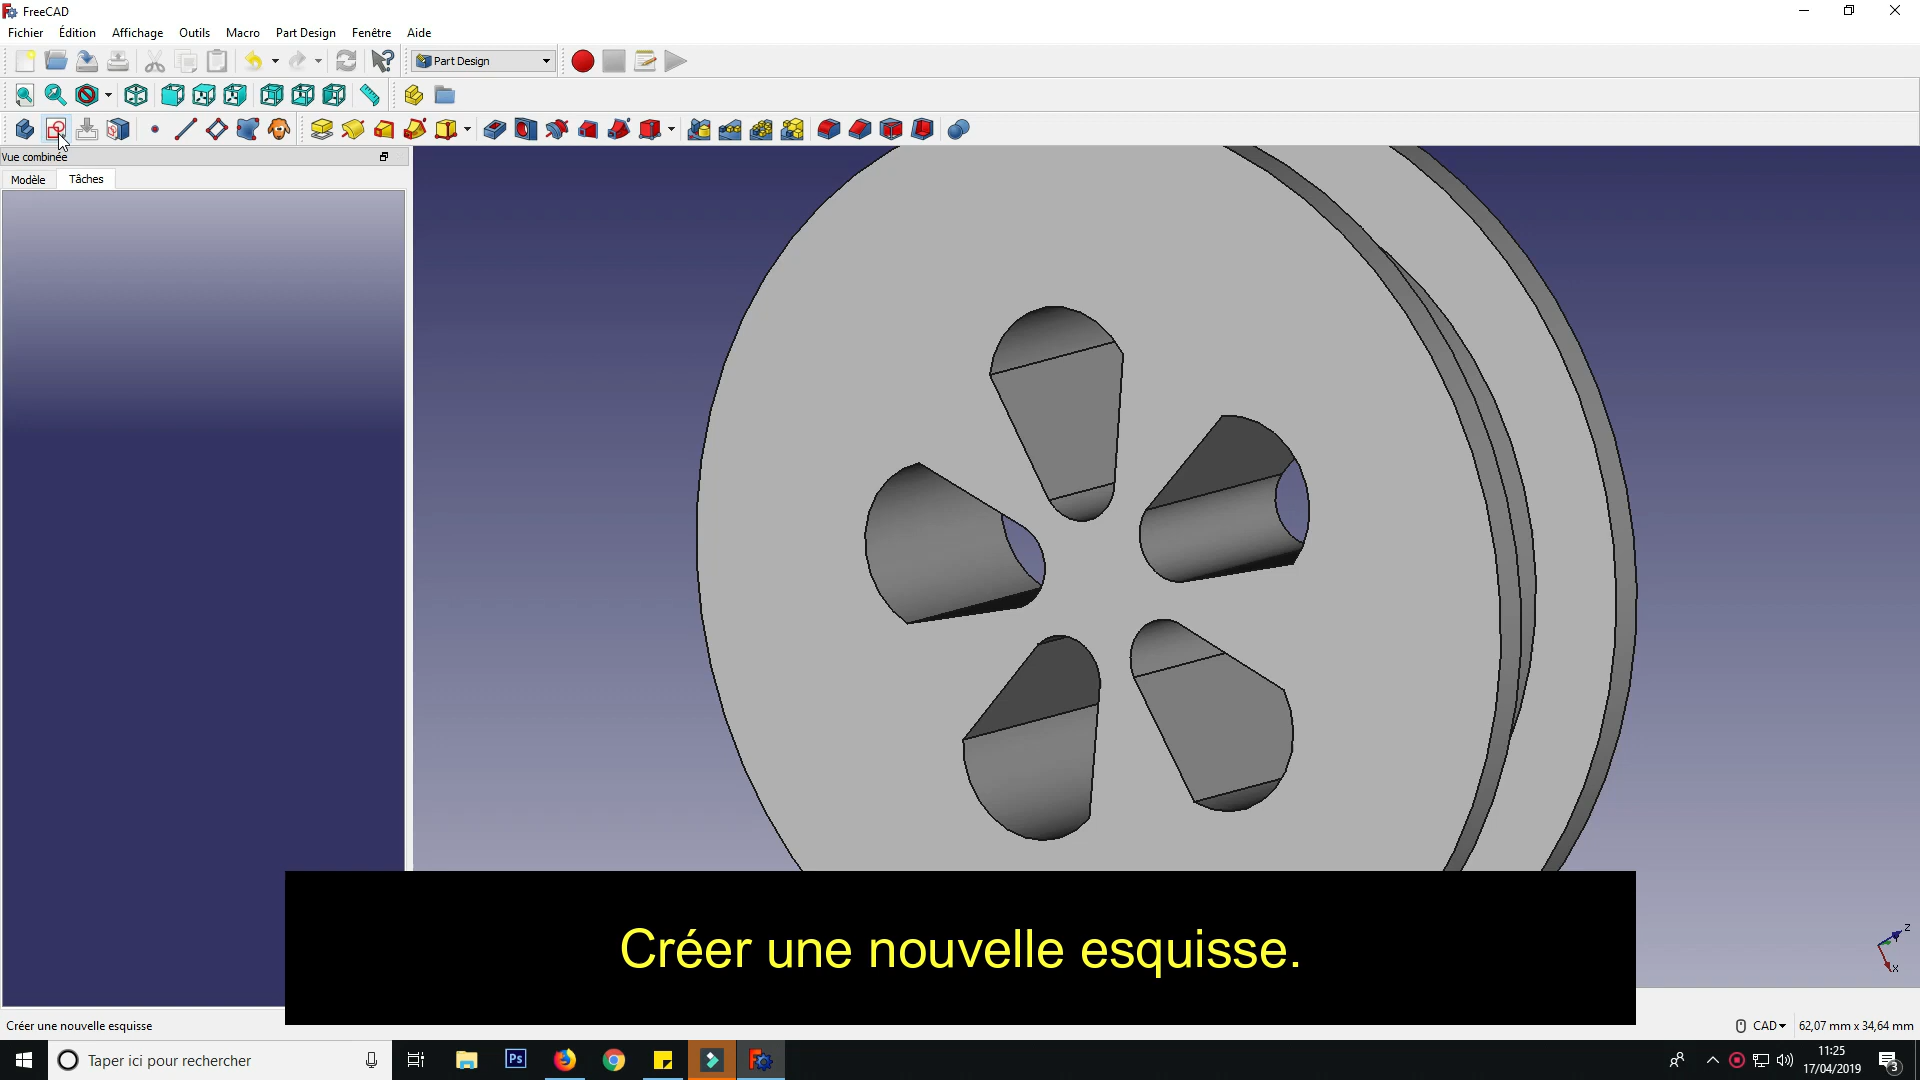 FreeCAD
Fichier Édition Affichage Outils Macro Part Design Fenêtre Aide
Part Design
Vue combinée
Modèle Tâches
Créer une nouvelle esquisse.
z
x
Créer une nouvelle esquisse
CAD 62,07 mm x 34,64 mm
Taper ici pour rechercher
Ps
11:25
17/04/2019
3